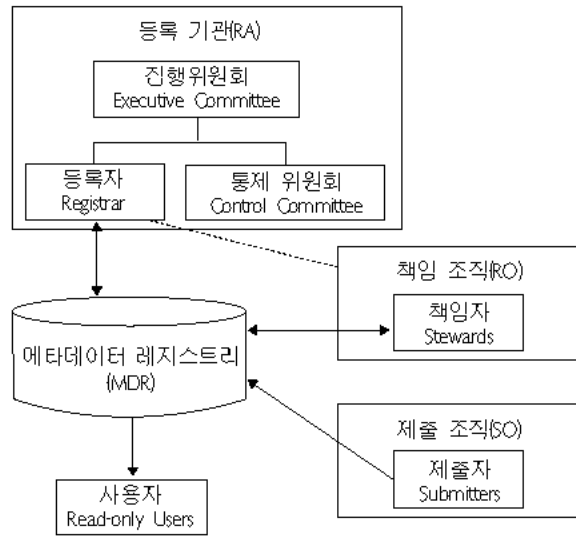 등록 기관(RA)
진행위원회
Executive Committee
등록자
Registrar
통제 위원회
Control Committee
책임 조직(RO)
책임자
Stewards
메타데이터 레지스트리
(MDR)
제출 조직(SO)
제출자
Submitters
사용자
Read-only Users